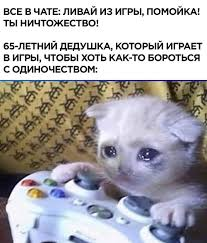 ВСЕ В ЧАТЕ: ЛИВАЙ ИЗ ИГРЫ, ПОМОЙКА!
ТЫ НИЧТОЖЕСТВО!
65-ЛЕТНИЙ ДЕДУШКА, КОТОРЫЙ ИГРАЕТ
В ИГРЫ, ЧТОБЫ ХОТЬ КАК-ТО БОРОТЬСЯ
С ОДИНОЧЕСТВОМ: